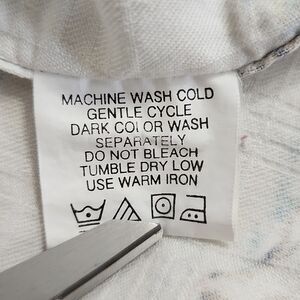 MACHINE WASH COLD
GENTLE CYCLE
DARK COLOR WASH
SEPARATELY
DO NOT BLEACH
TUMBLE DRY LOW
USE WARM IRON